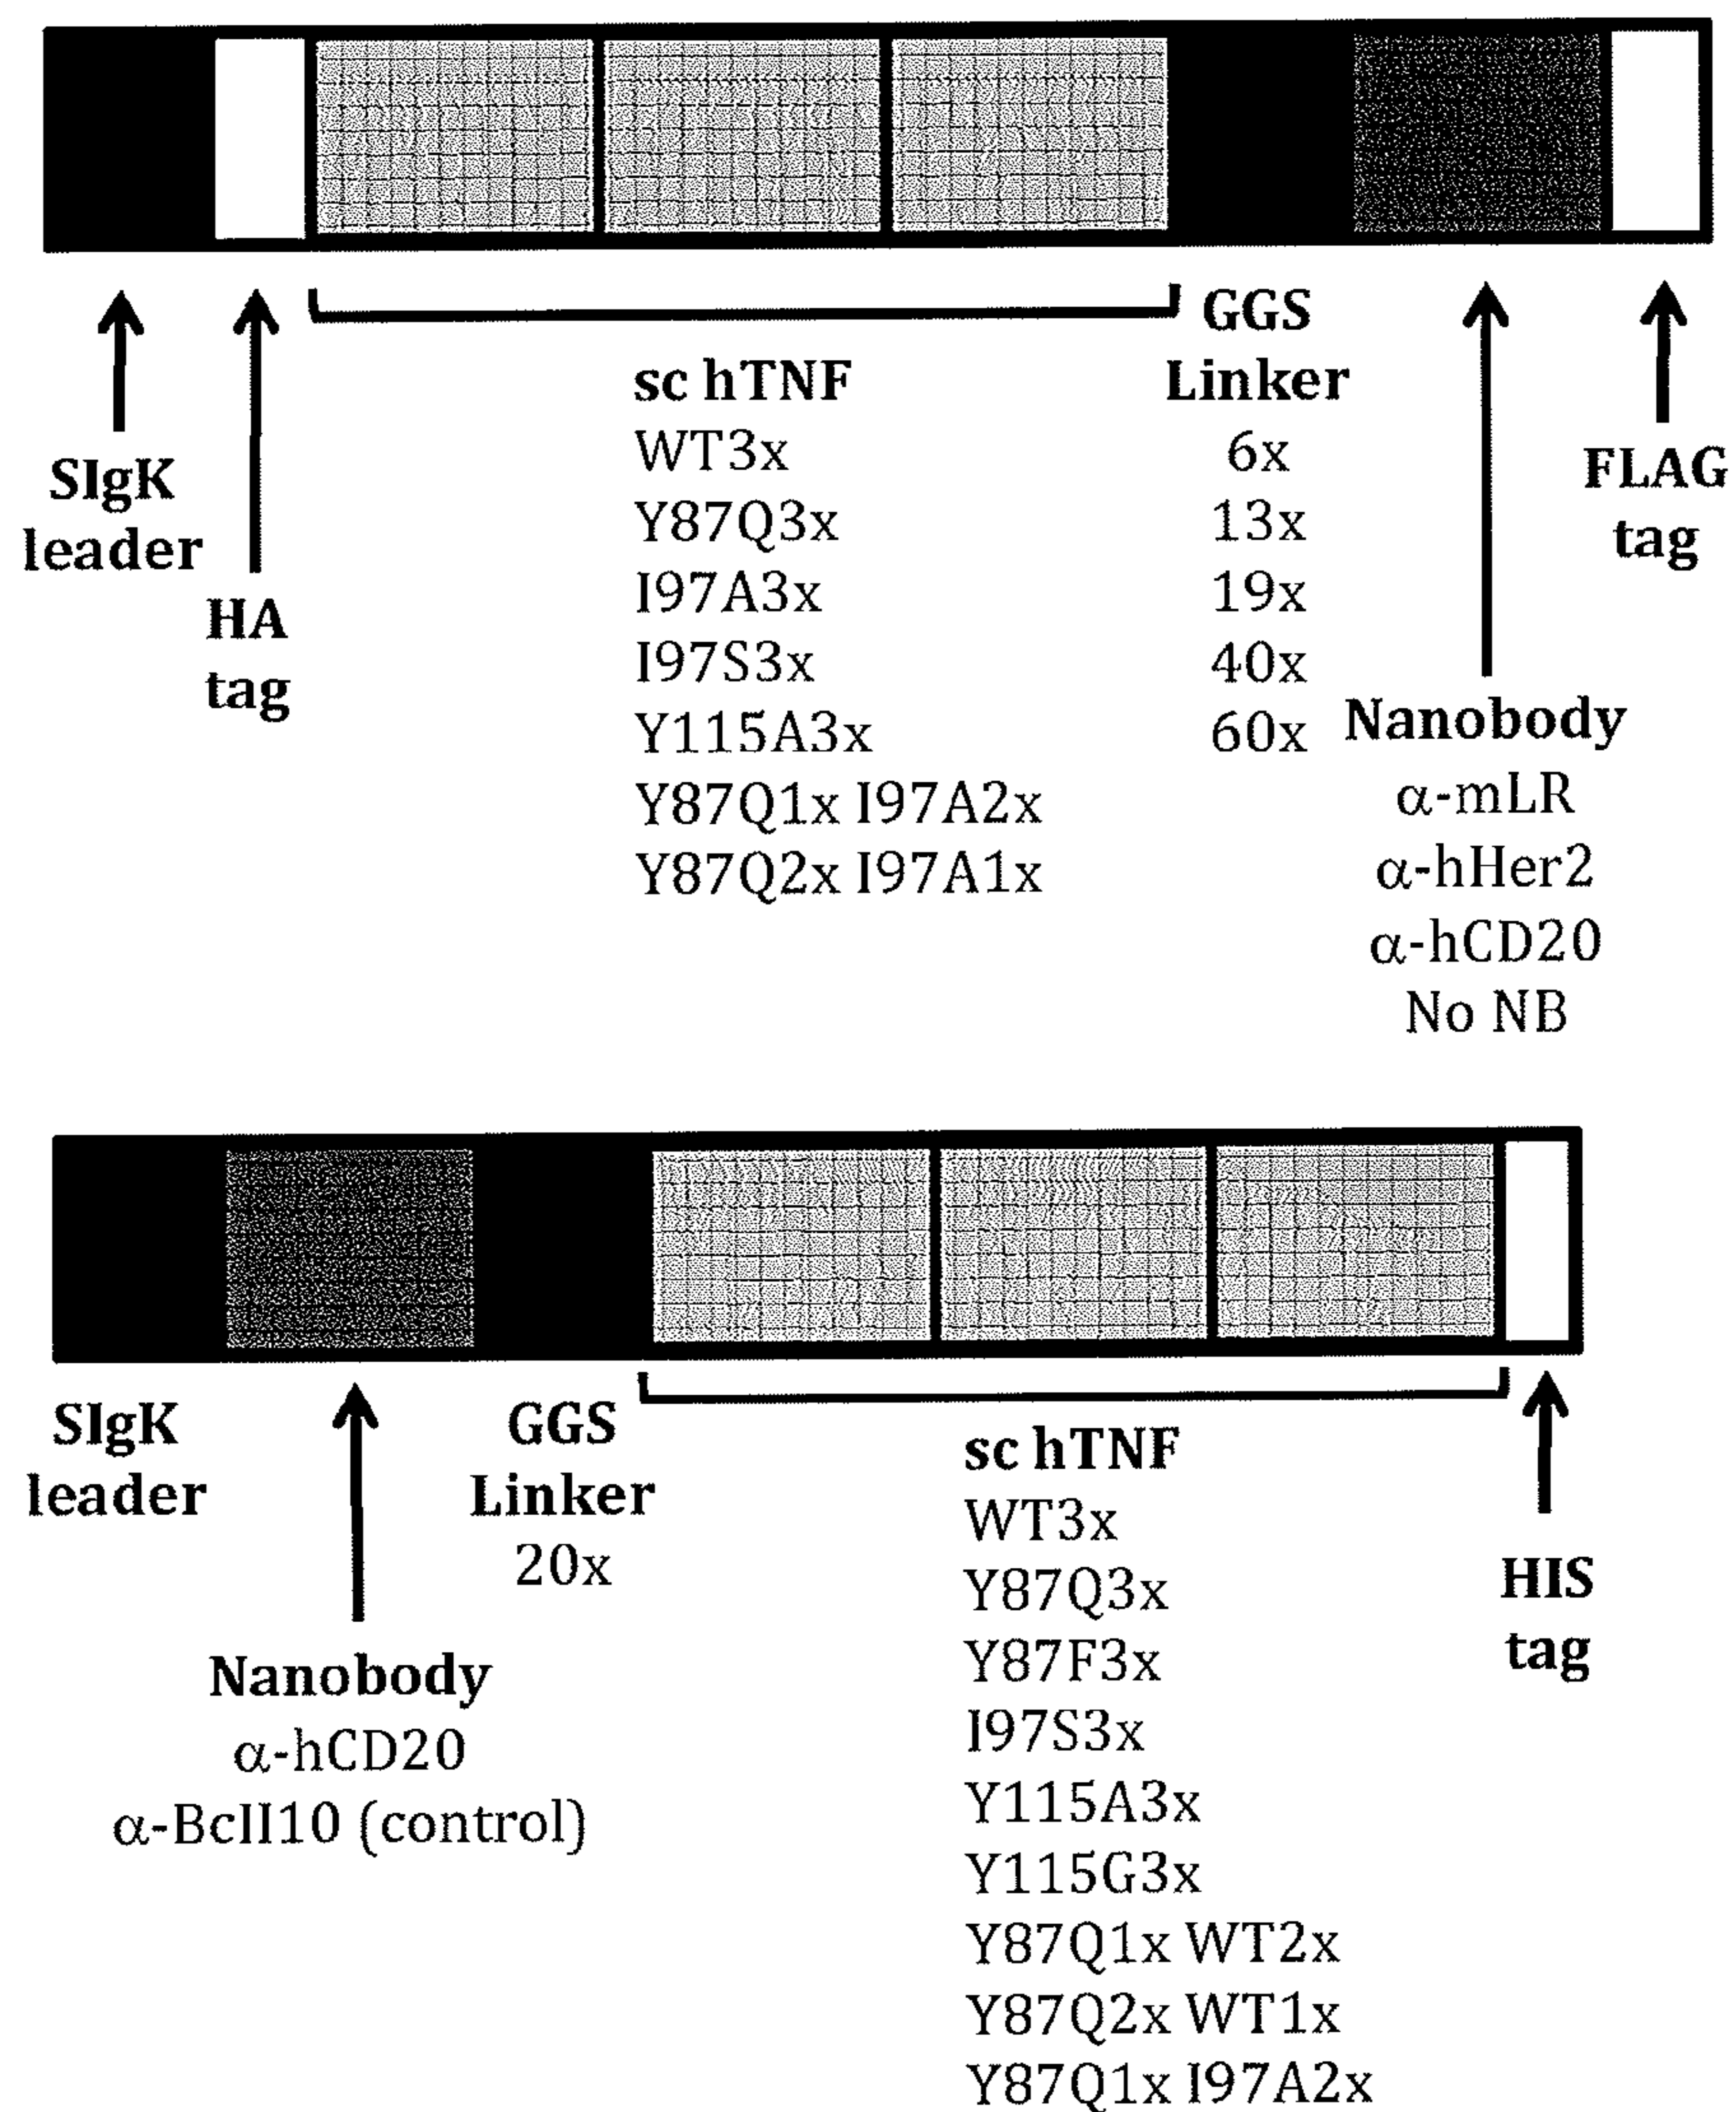 SIgK
leader
HA
tag
sc hTNF
WT3x
Y87Q3x
I97A3x
I97S3x
Y115A3x
Y87Q1x I97A2x
Y87Q2x I97A1x
GGS
Linker
6x
13x
19x
40x
60x
Nanobody
α-mLR
α-hHer2
α-hCD20
No NB
FLAG
tag
SIgK
leader
Nanobody
α-hCD20
α-BcII10 (control)
GGS
Linker
20x
sc hTNF
WT3x
Y87Q3x
Y87F3x
I97S3x
Y115A3x
Y115G3x
Y87Q1x WT2x
Y87Q2x WT1x
Y87Q1x I97A2x
HIS
tag